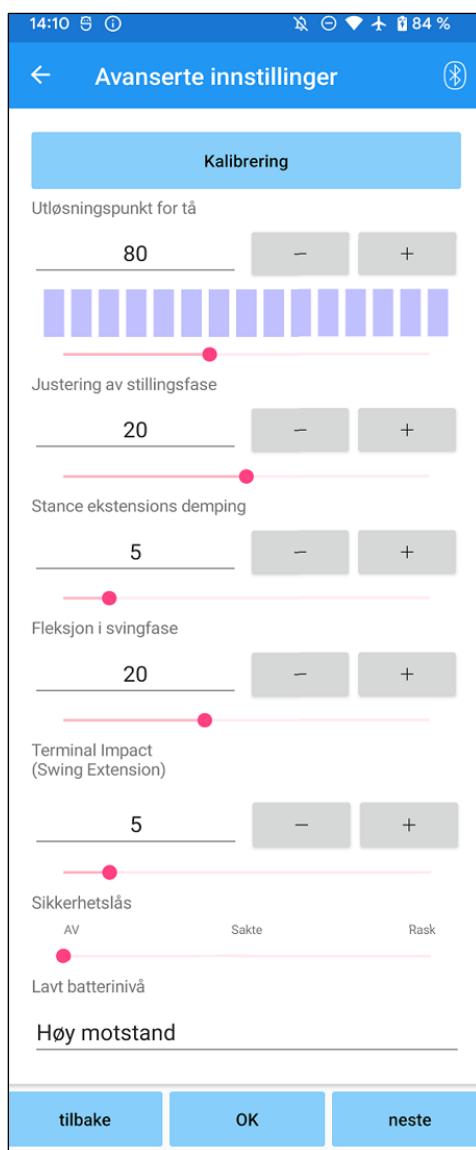 14:10 84 %
Avanserte innstillinger
Kalibrering
Utløsningspunkt for tå
80 − +
Justering av stillingsfase
20 − +
Stance ekstensions demping
5 − +
Fleksjon i svingfase
20 − +
Terminal Impact
(Swing Extension)
5 − +
Sikkerhetslås
AV Sakte Rask
Lavt batterinivå
Høy motstand
tilbake OK neste